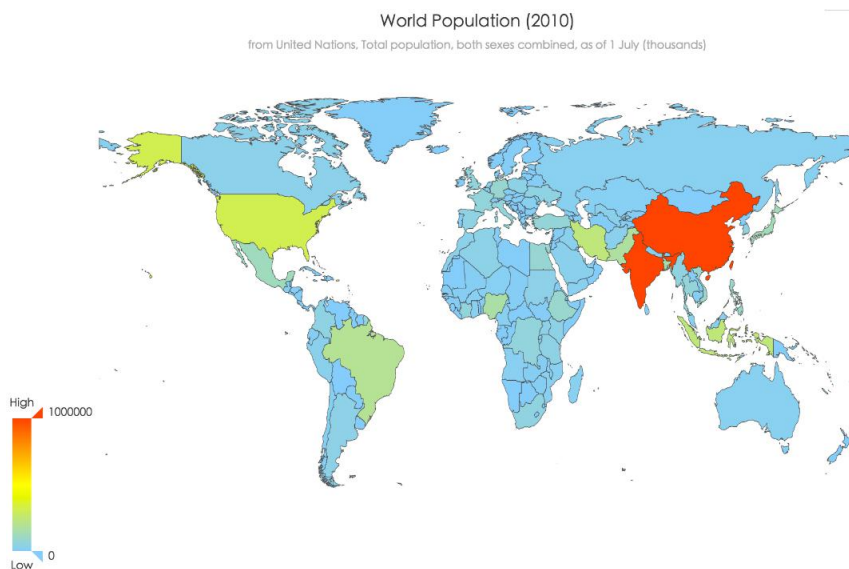 World Population (2010)
from United Nations, Total population, both sexes combined, as of 1 July (thousands)
High
1000000
0
Low